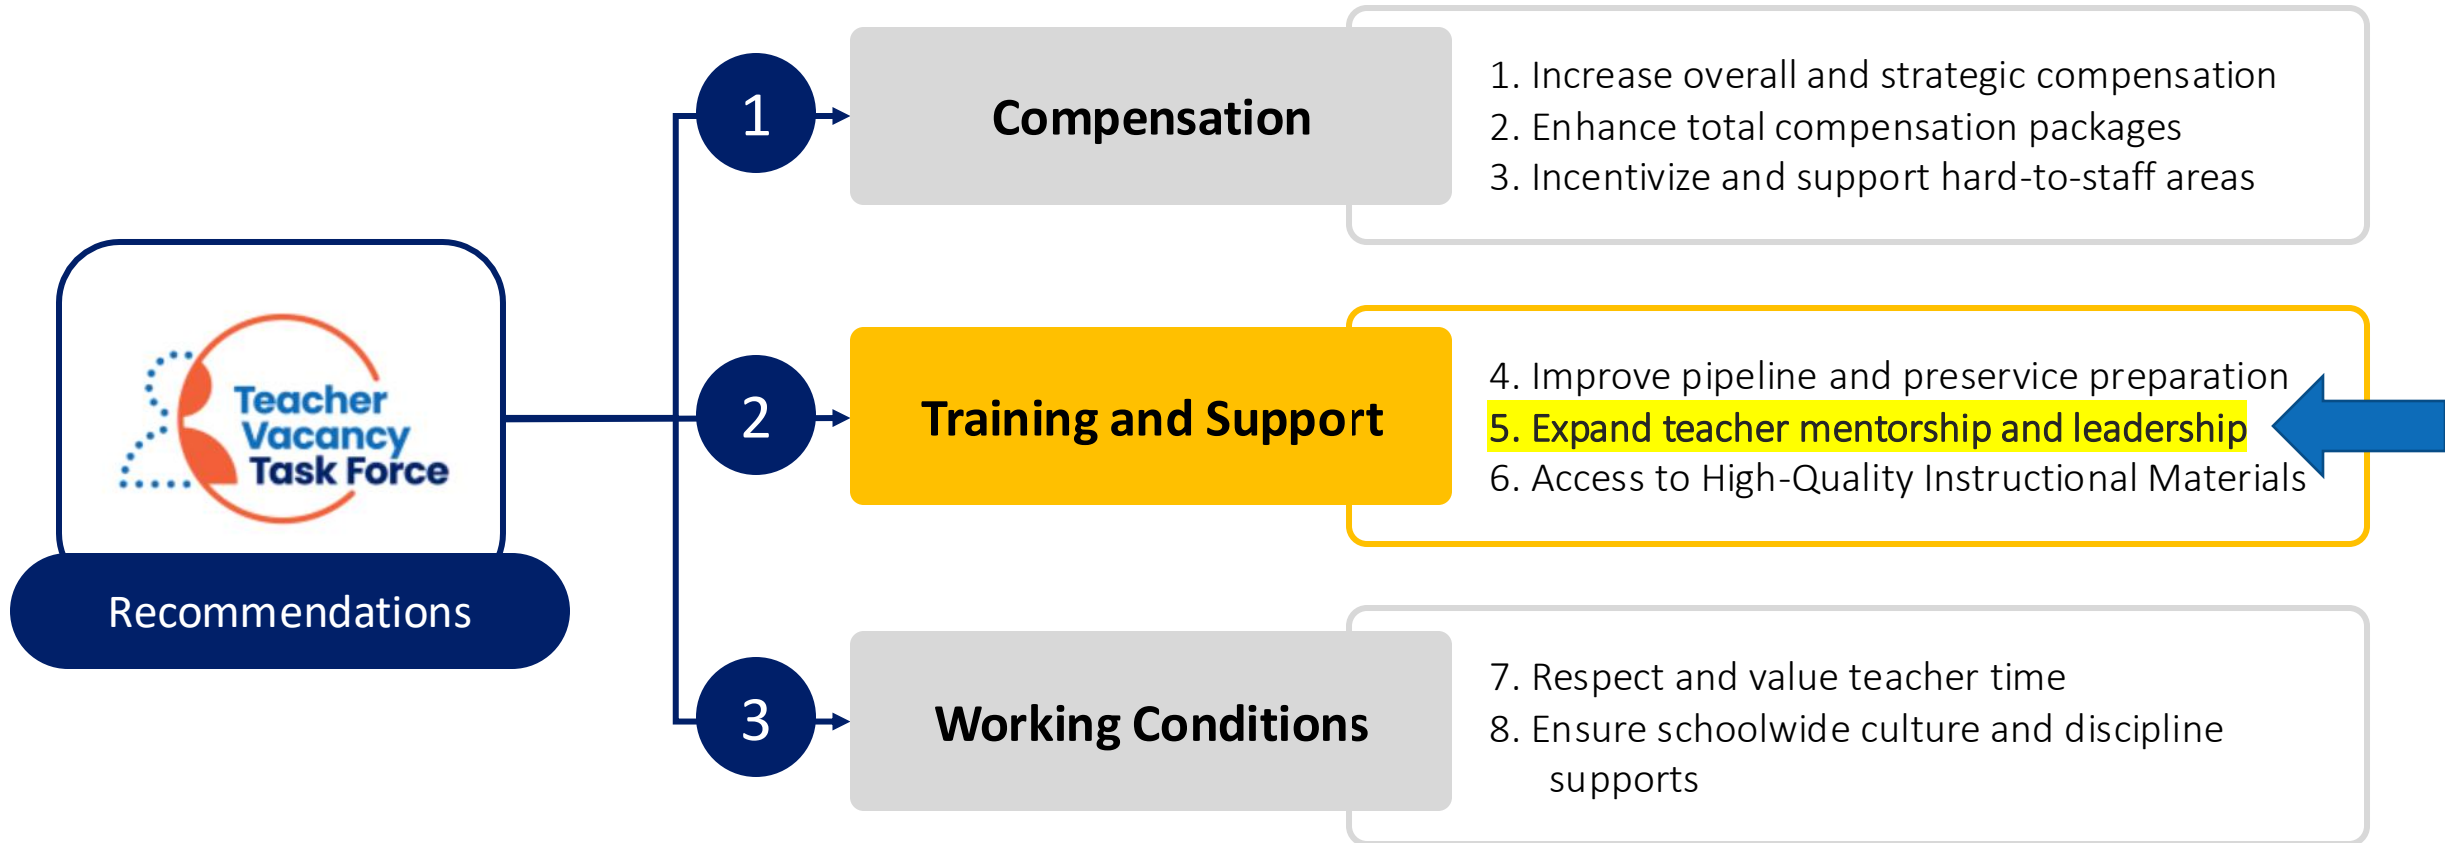 Teacher
Vacancy
Task Force
Recommendations
1
Compensation
1. Increase overall and strategic compensation
2. Enhance total compensation packages
3. Incentivize and support hard-to-staff areas
2
Training and Support
4. Improve pipeline and preservice preparation
5. Expand teacher mentorship and leadership
6. Access to High-Quality Instructional Materials
3
Working Conditions
7. Respect and value teacher time
8. Ensure schoolwide culture and discipline
supports